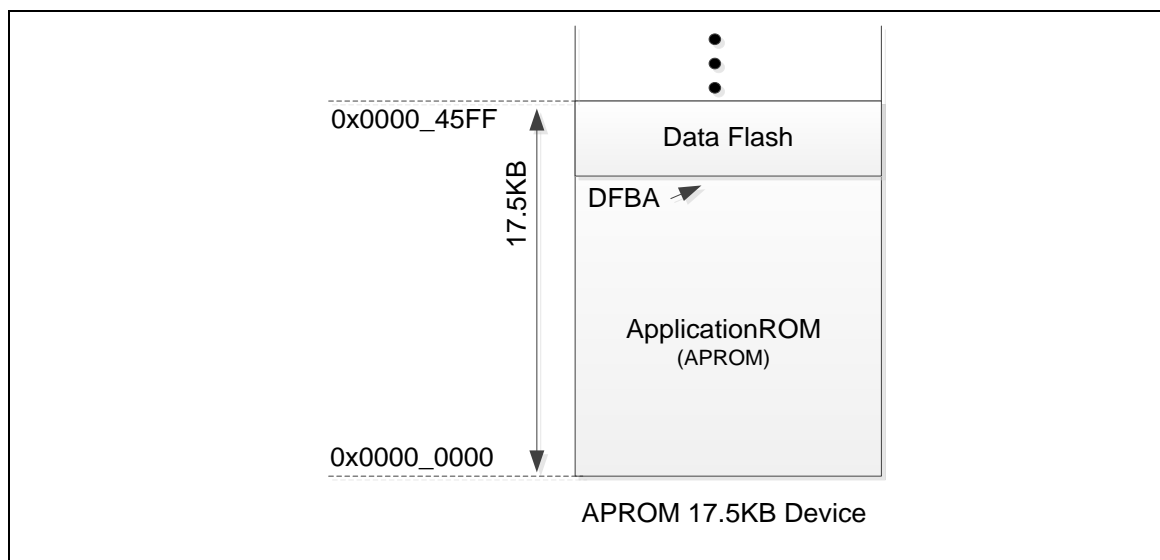 0x0000_45FF
Data Flash
17.5KB
DFBA
ApplicationROM
(APROM)
0x0000_0000
APROM 17.5KB Device